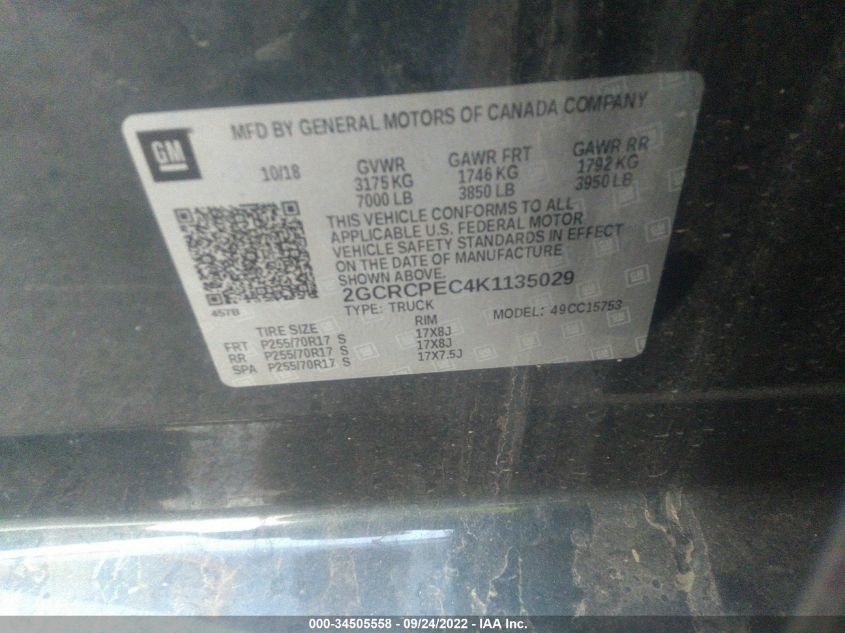 MFD BY GENERAL MOTORS OF CANADA COMPANY
GM
10/18 GVWR GAWR FRT GAWR RR
3175 KG 1746 KG 1792 KG
7000 LB 3850 LB 3950 LB
THIS VEHICLE CONFORMS TO ALL
APPLICABLE U.S. FEDERAL MOTOR
VEHICLE SAFETY STANDARDS IN EFFECT
ON THE DATE OF MANUFACTURE
SHOWN ABOVE.
2GCRCPEC4K1135029
457B TYPE: TRUCK MODEL: 49CC15753
TIRE SIZE RIM
FRT P255/70R17 S 17X8J
RR P255/70R17 S 17X8J
SPA P255/70R17 S 17X7.5J
000-34505558 - 09/24/2022 - IAA Inc.